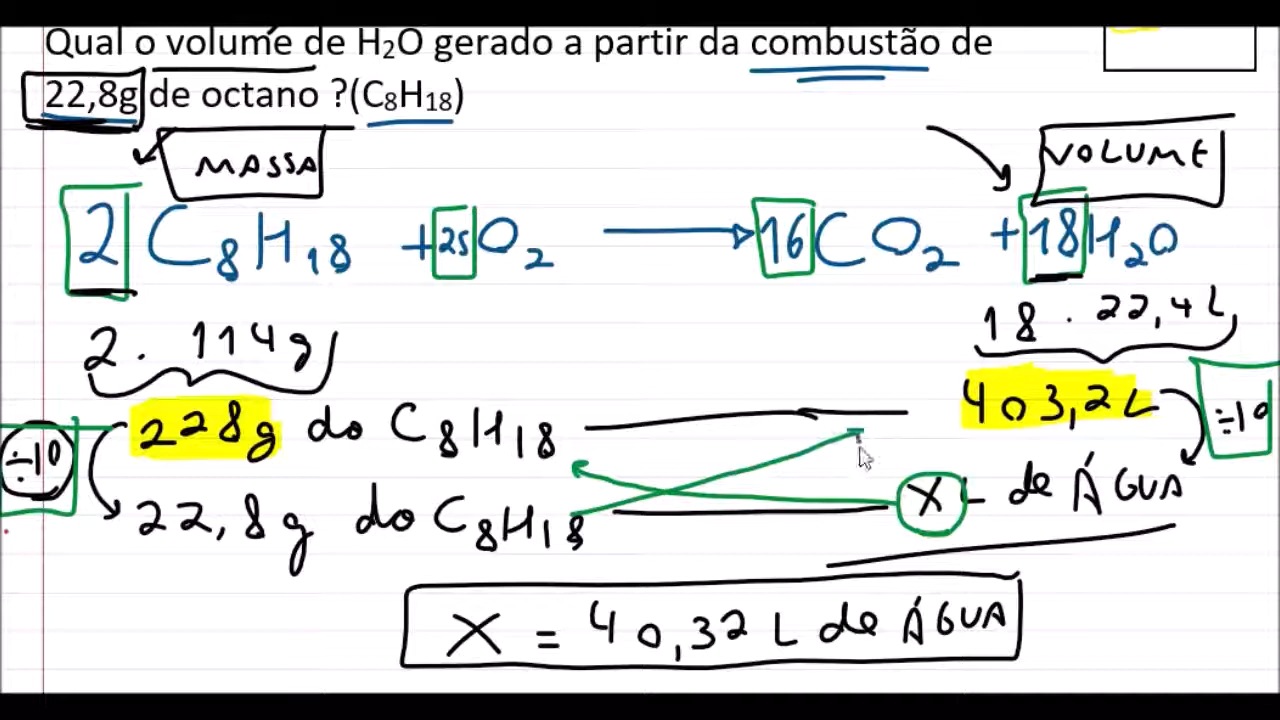 Qual o volume de H₂O gerado a partir da combustão de
22,8g de octano ?(C₈H₁₈)
MASSA
VOLUME
2 C₈H₁₈ + 25 O₂ → 16 CO₂ + 18 H₂O
2 . 114g
18 . 22,4L
228g do C₈H₁₈
403,2L
÷10
÷10
22,8g do C₈H₁₈
X L de ÁGUA
X = 40,32 L de ÁGUA